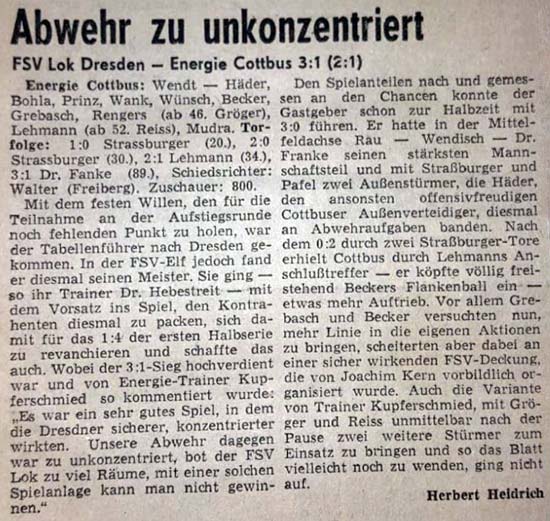 Abwehr zu unkonzentriert
FSV Lok Dresden — Energie Cottbus 3:1 (2:1)
Energie Cottbus: Wendt — Häder,
Bohla, Prinz, Wank, Wünsch, Becker,
Grebasch, Rengers (ab 46. Gröger),
Lehmann (ab 52. Reiss), Mudra. Tor-
folge: 1:0 Strassburger (20.), 2:0
Strassburger (30.), 2:1 Lehmann (34.),
3:1 Dr. Fanke (89.), Schiedsrichter:
Walter (Freiberg). Zuschauer: 800.
Mit dem festen Willen, den für die
Teilnahme an der Aufstiegsrunde
noch fehlenden Punkt zu holen, war
der Tabellenführer nach Dresden ge-
kommen. In der FSV-Elf jedoch fand
er diesmal seinen Meister. Sie ging —
so ihr Trainer Dr. Hebestreit — mit
dem Vorsatz ins Spiel, den Kontra-
henten diesmal zu packen, sich da-
mit für das 1:4 der ersten Halbserie
zu revanchieren und schaffte das
auch. Wobei der 3:1-Sieg hochverdient
war und von Energie-Trainer Kup-
ferschmied so kommentiert wurde:
„Es war ein sehr gutes Spiel, in dem
die Dresdner sicherer, konzentrierter
wirkten. Unsere Abwehr dagegen
war zu unkonzentriert, bot der FSV
Lok zu viel Räume, mit einer solchen
Spielanlage kann man nicht gewin-
nen."
Den Spielanteilen nach und gemes-
sen an den Chancen konnte der
Gastgeber schon zur Halbzeit mit
3:0 führen. Er hatte in der Mittel-
feldachse Rau — Wendisch — Dr.
Franke seinen stärksten Mann-
schaftsteil und mit Straßburger und
Pafel zwei Außenstürmer, die Häder,
den ansonsten offensivfreudigen
Cottbuser Außenverteidiger, diesmal
an Abwehraufgaben banden. Nach
dem 0:2 durch zwei Straßburger-Tore
erhielt Cottbus durch Lehmanns An-
schlußtreffer — er köpfte völlig frei-
stehend Beckers Flankenball ein —
etwas mehr Auftrieb. Vor allem Gre-
basch und Becker versuchten nun,
mehr Linie in die eigenen Aktionen
zu bringen, scheiterten aber dabei an
einer sicher wirkenden FSV-Deckung,
die von Joachim Kern vorbildlich or-
ganisiert wurde. Auch die Variante
von Trainer Kupferschmied, mit Grö-
ger und Reiss unmittelbar nach der
Pause zwei weitere Stürmer zum
Einsatz zu bringen und so das Blatt
vielleicht noch zu wenden, ging nicht
auf.
Herbert Heidrich